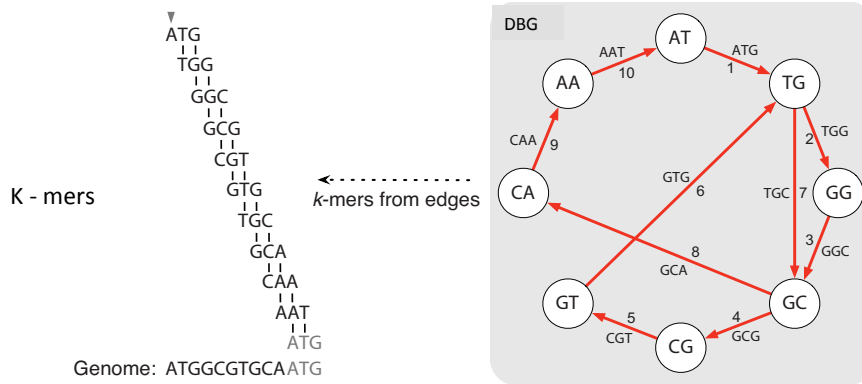 ATG
TGG
GGC
GCG
CGT
GTG
TGC
GCA
CAA
AAT
ATG
K - mers
Genome: ATGGCGTGCAATG
k-mers from edges
DBG
AT
AAT
10
ATG
1
AA
TG
CAA
9
2
TGG
GTG
6
TGC
7
CA
GG
3
GGC
8
GCA
GT
GC
5
CGT
4
GCG
CG